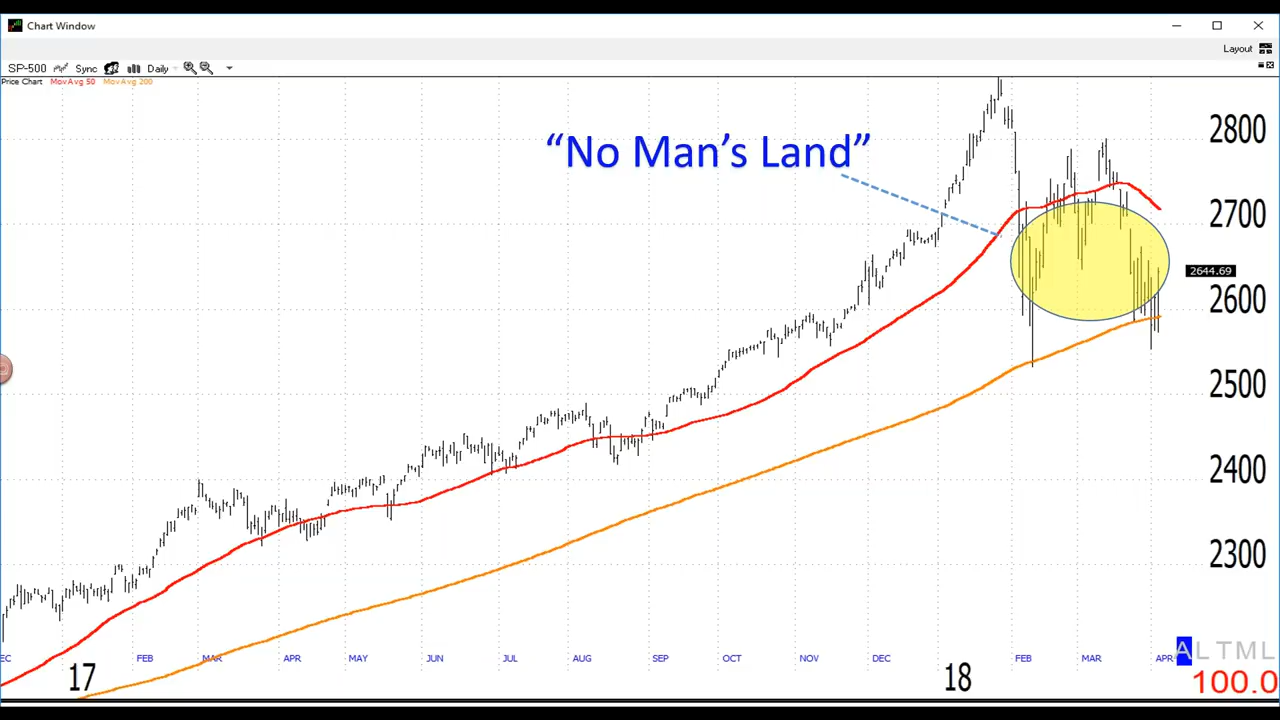 Chart Window
Layout
SP-500 Sync Daily
Price Chart MovAvg 50 MovAvg 200
“No Man’s Land”
2800
2700
2644.69
2600
2500
2400
2300
EC FEB MAR APR MAY JUN JUL AUG SEP OCT NOV DEC FEB MAR APR
17 18
ALTML
100.0